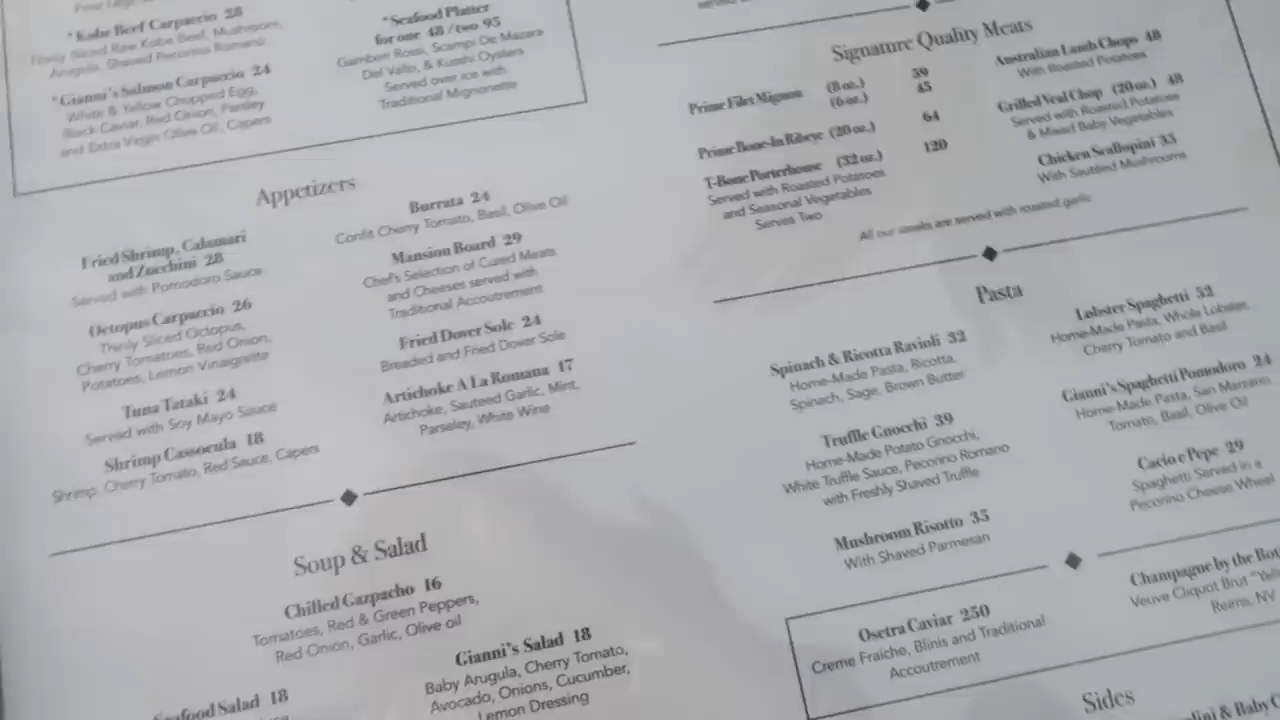 *Kobe Beef Carpaccio 28
Thinly Sliced Raw Kobe Beef, Mushroom,
Arugula, Shaved Pecorino Romano
*Gianni's Salmon Carpaccio 24
White & Yellow Chopped Egg,
Black Caviar, Red Onion, Parsley
and Extra Virgin Olive Oil, Capers
*Seafood Platter
for one 48 / two 95
Gamberi Rossi, Scampi De Mazara
Del Vallo, & Kusshi Oysters
Served over ice with
Traditional Mignonette
Appetizers
Fried Shrimp, Calamari
and Zucchini 28
Served with Pomodoro Sauce
Octopus Carpaccio 26
Thinly Sliced Octopus,
Cherry Tomatoes, Red Onion,
Potatoes, Lemon Vinaigrette
Tuna Tataki 24
Served with Soy Mayo Sauce
Shrimp Cassocula 18
Shrimp, Cherry Tomato, Red Sauce, Capers
Burrata 24
Confit Cherry Tomato, Basil, Olive Oil
Mansion Board 29
Chef's Selection of Cured Meats
and Cheeses served with
Traditional Accoutrement
Fried Dover Sole 24
Breaded and Fried Dover Sole
Artichoke A La Romana 17
Artichoke, Sauteed Garlic, Mint,
Parseley, White Wine
Soup & Salad
Chilled Gazpacho 16
Tomatoes, Red & Green Peppers,
Red Onion, Garlic, Olive oil
Seafood Salad 18
Gianni's Salad 18
Baby Arugula, Cherry Tomato,
Avocado, Onions, Cucumber,
Lemon Dressing
Signature Quality Meats
Prime Filet Mignon (8 oz.) 59
(6 oz.) 45
Prime Bone-In Ribeye (20 oz.) 64
T-Bone Porterhouse (32 oz.) 120
Served with Roasted Potatoes
and Seasonal Vegetables
Serves Two
Australian Lamb Chops 48
With Roasted Potatoes
Grilled Veal Chop (20oz.) 48
Served with Roasted Potatoes
& Mixed Baby Vegetables
Chicken Scallopini 33
With Sautéed Mushrooms
All our steaks are served with roasted garlic
Pasta
Spinach & Ricotta Ravioli 32
Home-Made Pasta, Ricotta,
Spinach, Sage, Brown Butter
Truffle Gnocchi 39
Home-Made Potato Gnocchi,
White Truffle Sauce, Pecorino Romano
with Freshly Shaved Truffle
Mushroom Risotto 35
With Shaved Parmesan
Lobster Spaghetti 52
Home-Made Pasta, Whole Lobster,
Cherry Tomato and Basil
Gianni's Spaghetti Pomodoro 24
Home-Made Pasta, San Marzano
Tomato, Basil, Olive Oil
Cacio e Pepe 29
Spaghetti Served in a
Pecorino Cheese Wheel
Osetra Caviar 250
Creme Fraiche, Blinis and Traditional
Accoutrement
Champagne by the Bot
Veuve Cliquot Brut "Yell
Reims, NV
Sides
& Baby